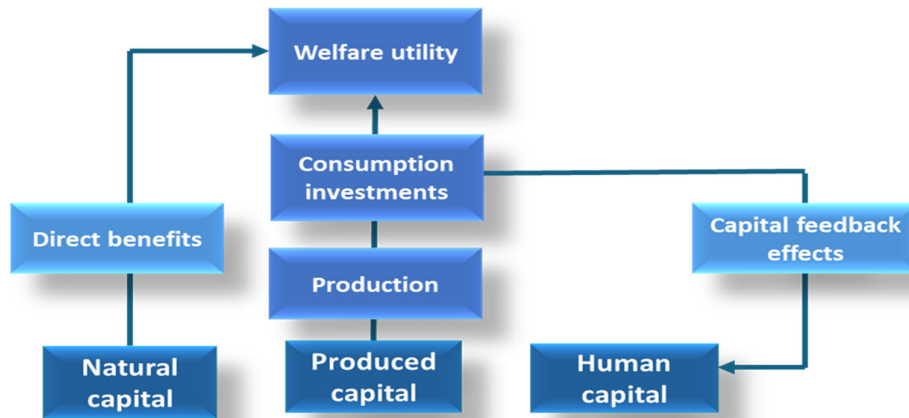 Welfare utility
Consumption
investments
Direct benefits
Capital feedback
effects
Production
Natural
capital
Produced
capital
Human
capital